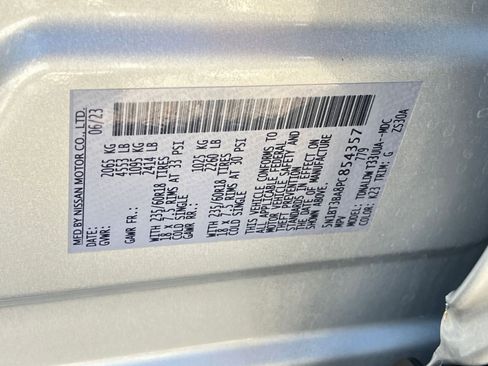 MFD BY NISSAN MOTOR CO., LTD.
06/23
GVWR: 2065 KG
4553 LB
GAWR FR.: 1095 KG
2414 LB
WITH 235/60R18 TIRES
18 X 7.5 RIMS AT 33 PSI
COLD SINGLE
GAWR RR.: 1025 KG
2260 LB
WITH 235/60R18 TIRES
18 X 7.5 RIMS AT 30 PSI
COLD SINGLE
THIS VEHICLE CONFORMS TO
ALL APPLICABLE FEDERAL
MOTOR VEHICLE SAFETY AND
THEFT PREVENTION
STANDARDS IN EFFECT ON
THE DATE OF MANUFACTURE
SHOWN ABOVE.
5N1BT3BA8PC854357
MPV 779
MODEL: TDWALDWT33UUA--MDC
COLOR: K23 TRIM: G Z530A